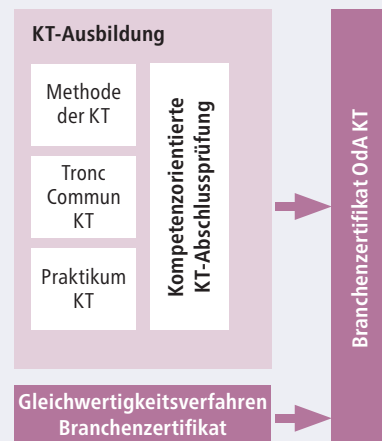 KT-Ausbildung
Methode
der KT
Tronc
Commun
KT
Praktikum
KT
Kompetenzorientierte
KT-Abschlussprüfung
Branchenzertifikat OdA KT
Gleichwertigkeitsverfahren
Branchenzertifikat